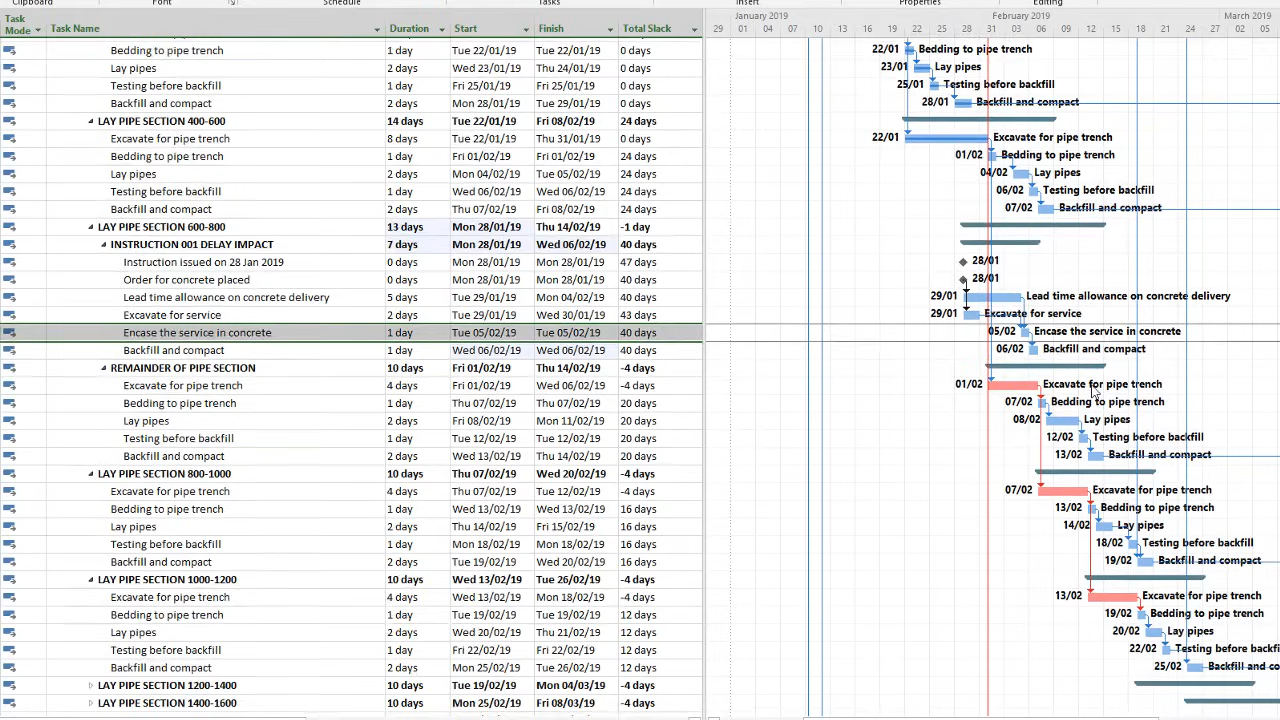 Clipboard Font Schedule Tasks Insert Properties Editing
Task Mode Task Name Duration Start Finish Total Slack
January 2019 February 2019 March 2019
29 01 04 07 10 13 16 19 22 25 28 31 03 06 09 12 15 18 21 24 27 02 05 08
Bedding to pipe trench 1 day Tue 22/01/19 Tue 22/01/19 0 days 22/01 Bedding to pipe trench
Lay pipes 2 days Wed 23/01/19 Thu 24/01/19 0 days 23/01 Lay pipes
Testing before backfill 1 day Fri 25/01/19 Fri 25/01/19 0 days 25/01 Testing before backfill
Backfill and compact 2 days Mon 28/01/19 Tue 29/01/19 0 days 28/01 Backfill and compact
LAY PIPE SECTION 400-600 14 days Tue 22/01/19 Fri 08/02/19 24 days
Excavate for pipe trench 8 days Tue 22/01/19 Thu 31/01/19 0 days 22/01 Excavate for pipe trench
Bedding to pipe trench 1 day Fri 01/02/19 Fri 01/02/19 24 days 01/02 Bedding to pipe trench
Lay pipes 2 days Mon 04/02/19 Tue 05/02/19 24 days 04/02 Lay pipes
Testing before backfill 1 day Wed 06/02/19 Wed 06/02/19 24 days 06/02 Testing before backfill
Backfill and compact 2 days Thu 07/02/19 Fri 08/02/19 24 days 07/02 Backfill and compact
LAY PIPE SECTION 600-800 13 days Mon 28/01/19 Thu 14/02/19 -1 day
INSTRUCTION 001 DELAY IMPACT 7 days Mon 28/01/19 Wed 06/02/19 40 days
Instruction issued on 28 Jan 2019 0 days Mon 28/01/19 Mon 28/01/19 47 days 28/01
Order for concrete placed 0 days Mon 28/01/19 Mon 28/01/19 40 days 28/01
Lead time allowance on concrete delivery 5 days Tue 29/01/19 Mon 04/02/19 40 days 29/01 Lead time allowance on concrete delivery
Excavate for service 2 days Tue 29/01/19 Wed 30/01/19 43 days 29/01 Excavate for service
Encase the service in concrete 1 day Tue 05/02/19 Tue 05/02/19 40 days 05/02 Encase the service in concrete
Backfill and compact 1 day Wed 06/02/19 Wed 06/02/19 40 days 06/02 Backfill and compact
REMAINDER OF PIPE SECTION 10 days Fri 01/02/19 Thu 14/02/19 -4 days
Excavate for pipe trench 4 days Fri 01/02/19 Wed 06/02/19 -4 days 01/02 Excavate for pipe trench
Bedding to pipe trench 1 day Thu 07/02/19 Thu 07/02/19 20 days 07/02 Bedding to pipe trench
Lay pipes 2 days Fri 08/02/19 Mon 11/02/19 20 days 08/02 Lay pipes
Testing before backfill 1 day Tue 12/02/19 Tue 12/02/19 20 days 12/02 Testing before backfill
Backfill and compact 2 days Wed 13/02/19 Thu 14/02/19 20 days 13/02 Backfill and compact
LAY PIPE SECTION 800-1000 10 days Thu 07/02/19 Wed 20/02/19 -4 days
Excavate for pipe trench 4 days Thu 07/02/19 Tue 12/02/19 -4 days 07/02 Excavate for pipe trench
Bedding to pipe trench 1 day Wed 13/02/19 Wed 13/02/19 16 days 13/02 Bedding to pipe trench
Lay pipes 2 days Thu 14/02/19 Fri 15/02/19 16 days 14/02 Lay pipes
Testing before backfill 1 day Mon 18/02/19 Mon 18/02/19 16 days 18/02 Testing before backfill
Backfill and compact 2 days Tue 19/02/19 Wed 20/02/19 16 days 19/02 Backfill and compact
LAY PIPE SECTION 1000-1200 10 days Wed 13/02/19 Tue 26/02/19 -4 days
Excavate for pipe trench 4 days Wed 13/02/19 Mon 18/02/19 -4 days 13/02 Excavate for pipe trench
Bedding to pipe trench 1 day Tue 19/02/19 Tue 19/02/19 12 days 19/02 Bedding to pipe trench
Lay pipes 2 days Wed 20/02/19 Thu 21/02/19 12 days 20/02 Lay pipes
Testing before backfill 1 day Fri 22/02/19 Fri 22/02/19 12 days 22/02 Testing before backfill
Backfill and compact 2 days Mon 25/02/19 Tue 26/02/19 12 days 25/02 Backfill and co
LAY PIPE SECTION 1200-1400 10 days Tue 19/02/19 Mon 04/03/19 -4 days
LAY PIPE SECTION 1400-1600 10 days Mon 25/02/19 Fri 08/03/19 -4 days